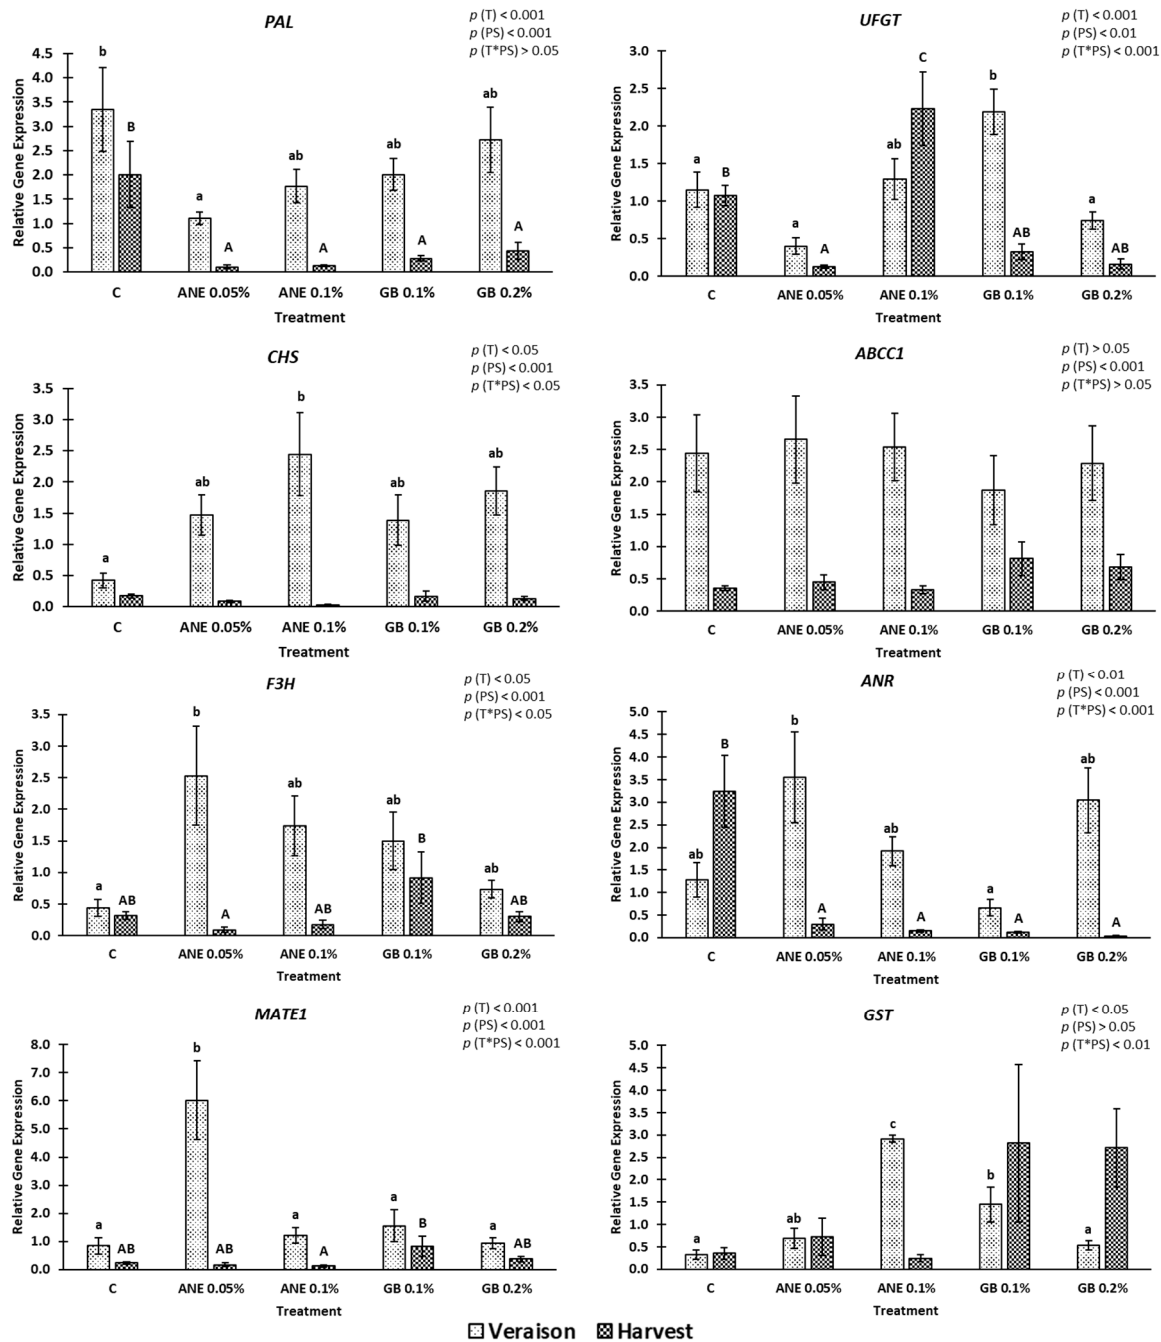 PAL
p (T) < 0.001
p (PS) < 0.001
p (T*PS) > 0.05
Relative Gene Expression
4.5
4.0
3.5
3.0
2.5
2.0
1.5
1.0
0.5
0.0
b
B
a
A
ab
A
ab
A
ab
A
C
ANE 0.05%
ANE 0.1%
GB 0.1%
GB 0.2%
Treatment
UFGT
p (T) < 0.001
p (PS) < 0.01
p (T*PS) < 0.001
Relative Gene Expression
3.0
2.5
2.0
1.5
1.0
0.5
0.0
a
B
a
A
ab
C
b
AB
a
AB
C
ANE 0.05%
ANE 0.1%
GB 0.1%
GB 0.2%
Treatment
CHS
p (T) < 0.05
p (PS) < 0.001
p (T*PS) < 0.05
Relative Gene Expression
3.5
3.0
2.5
2.0
1.5
1.0
0.5
0.0
a
ab
b
ab
ab
C
ANE 0.05%
ANE 0.1%
GB 0.1%
GB 0.2%
Treatment
ABCC1
p (T) > 0.05
p (PS) < 0.001
p (T*PS) > 0.05
Relative Gene Expression
3.5
3.0
2.5
2.0
1.5
1.0
0.5
0.0
C
ANE 0.05%
ANE 0.1%
GB 0.1%
GB 0.2%
Treatment
F3H
p (T) < 0.05
p (PS) < 0.001
p (T*PS) < 0.05
Relative Gene Expression
3.5
3.0
2.5
2.0
1.5
1.0
0.5
0.0
a
AB
b
A
ab
AB
ab
B
ab
AB
C
ANE 0.05%
ANE 0.1%
GB 0.1%
GB 0.2%
Treatment
ANR
p (T) < 0.01
p (PS) < 0.001
p (T*PS) < 0.001
Relative Gene Expression
5.0
4.5
4.0
3.5
3.0
2.5
2.0
1.5
1.0
0.5
0.0
ab
B
b
A
ab
A
a
A
ab
A
C
ANE 0.05%
ANE 0.1%
GB 0.1%
GB 0.2%
Treatment
MATE1
p (T) < 0.001
p (PS) < 0.001
p (T*PS) < 0.001
Relative Gene Expression
8.0
7.0
6.0
5.0
4.0
3.0
2.0
1.0
0.0
a
AB
b
AB
a
A
a
B
a
AB
C
ANE 0.05%
ANE 0.1%
GB 0.1%
GB 0.2%
Treatment
GST
p (T) < 0.05
p (PS) > 0.05
p (T*PS) < 0.01
Relative Gene Expression
5.0
4.5
4.0
3.5
3.0
2.5
2.0
1.5
1.0
0.5
0.0
a
ab
c
b
a
C
ANE 0.05%
ANE 0.1%
GB 0.1%
GB 0.2%
Treatment
Veraison
Harvest